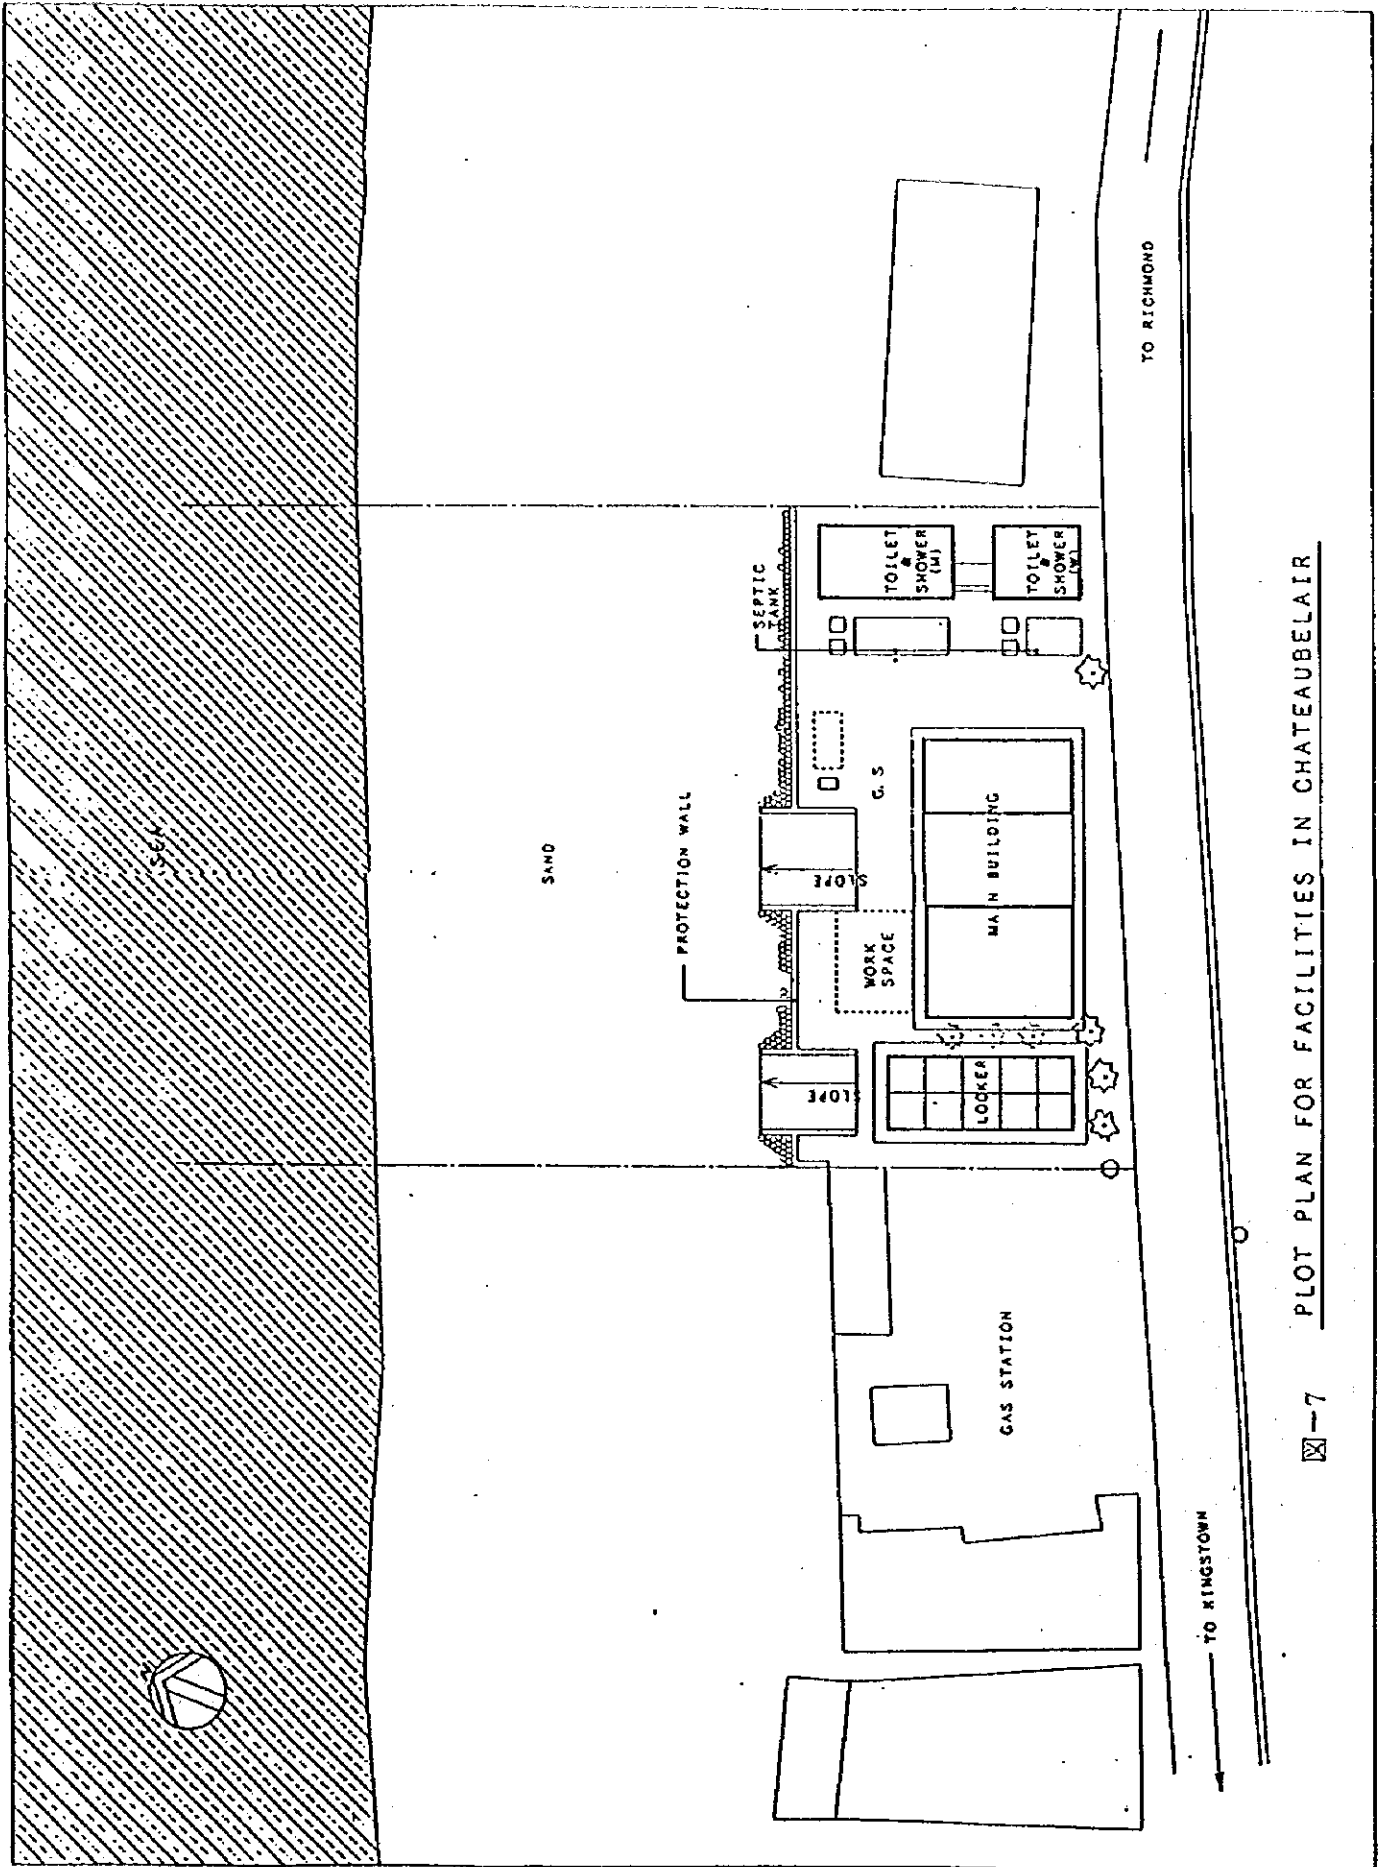 SEA
SAND
PROTECTION WALL
SEPTIC
TANK
SLOPE
SLOPE
WORK
SPACE
G.S
TOILET
&
SHOWER
(M)
TOILET
&
SHOWER
(W)
LOOKER
MAIN BUILDING
GAS STATION
TO KINGSTOWN
TO RICHMOND
図-7 PLOT PLAN FOR FACILITIES IN CHATEAUBELAIR